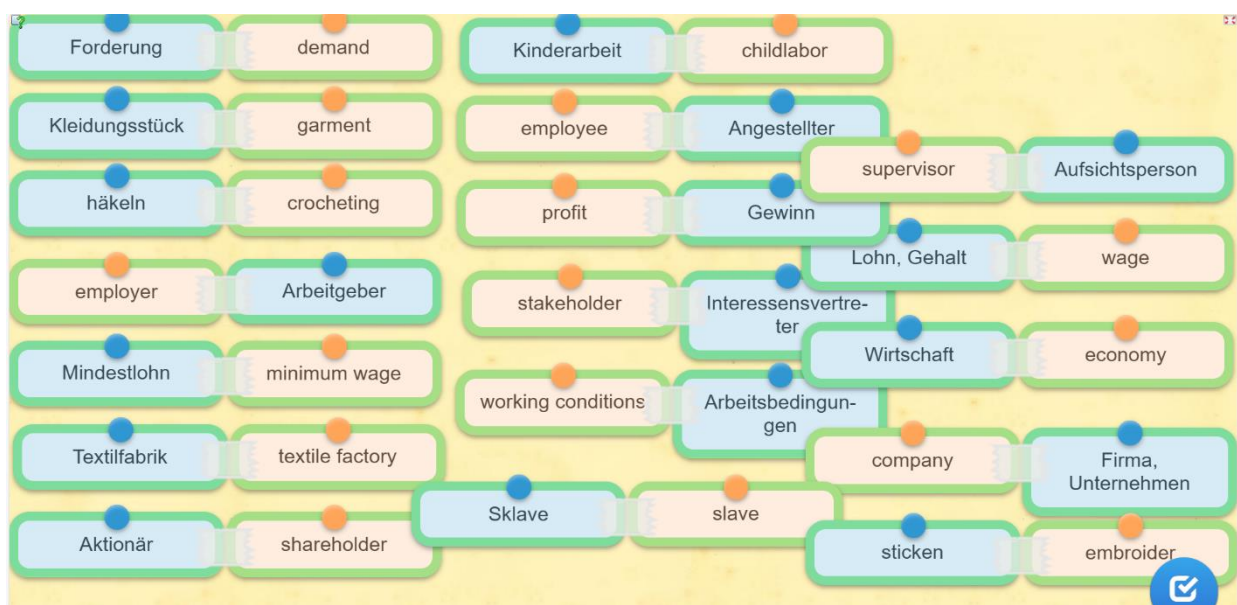 Forderung demand
Kleidungsstück garment
häkeln crocheting
employer Arbeitgeber
Mindestlohn minimum wage
Textilfabrik textile factory
Aktionär shareholder
Kinderarbeit childlabor
employee Angestellter
profit Gewinn
stakeholder Interessensvertre-
ter
working conditions Arbeitsbedingun-
gen
Sklave slave
supervisor Aufsichtsperson
Lohn, Gehalt wage
Wirtschaft economy
company Firma,
Unternehmen
sticken embroider